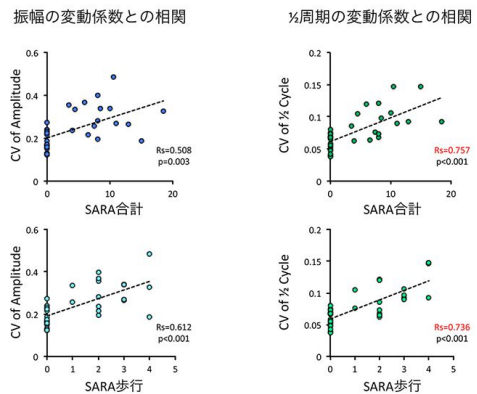 振幅の変動係数との相関
½周期の変動係数との相関
CV of Amplitude
0.6
0.4
0.2
0
Rs=0.508
p=0.003
0
10
20
SARA合計
CV of ½ Cycle
0.2
0.15
0.1
0.05
0
Rs=0.757
p<0.001
0
10
20
SARA合計
CV of Amplitude
0.6
0.4
0.2
0
Rs=0.612
p<0.001
0
1
2
3
4
5
SARA歩行
CV of ½ Cycle
0.2
0.15
0.1
0.05
0
Rs=0.736
p<0.001
0
1
2
3
4
5
SARA歩行